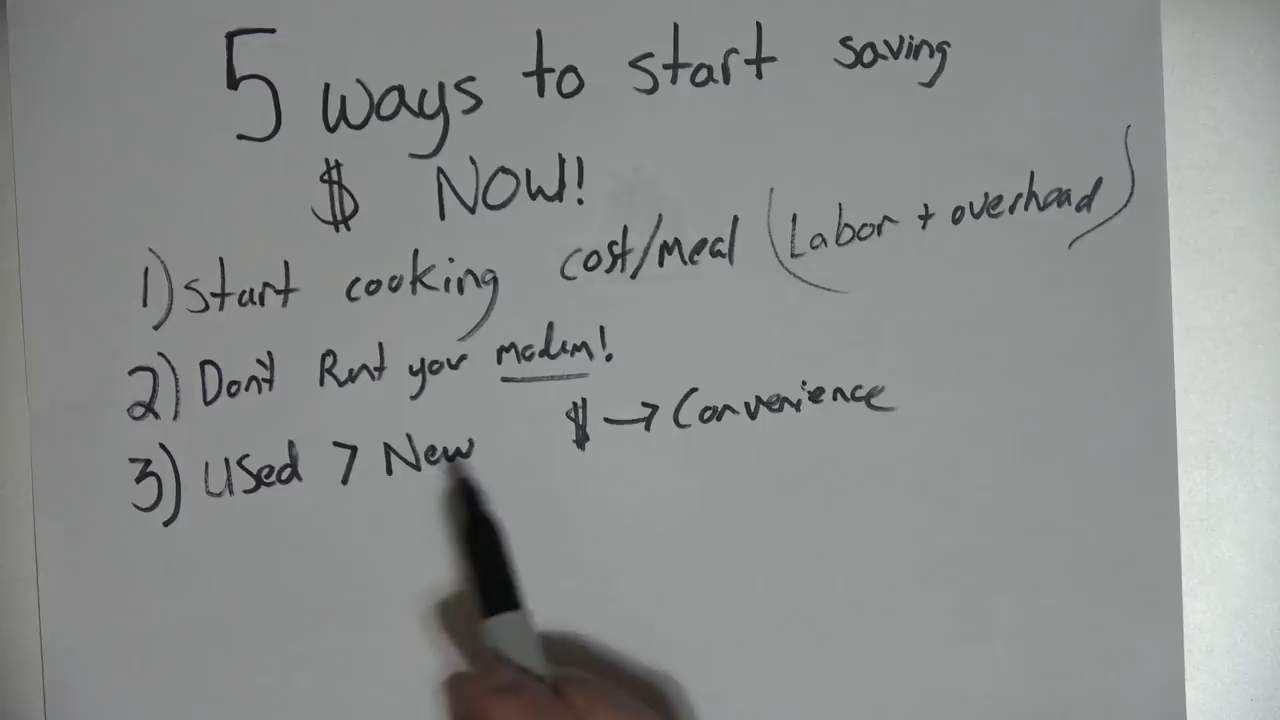 5 ways to start saving
$ NOW!
1) Start cooking cost/meal (Labor + overhead)
2) Don't Rent your modem!
$ → Convenience
3) Used > New